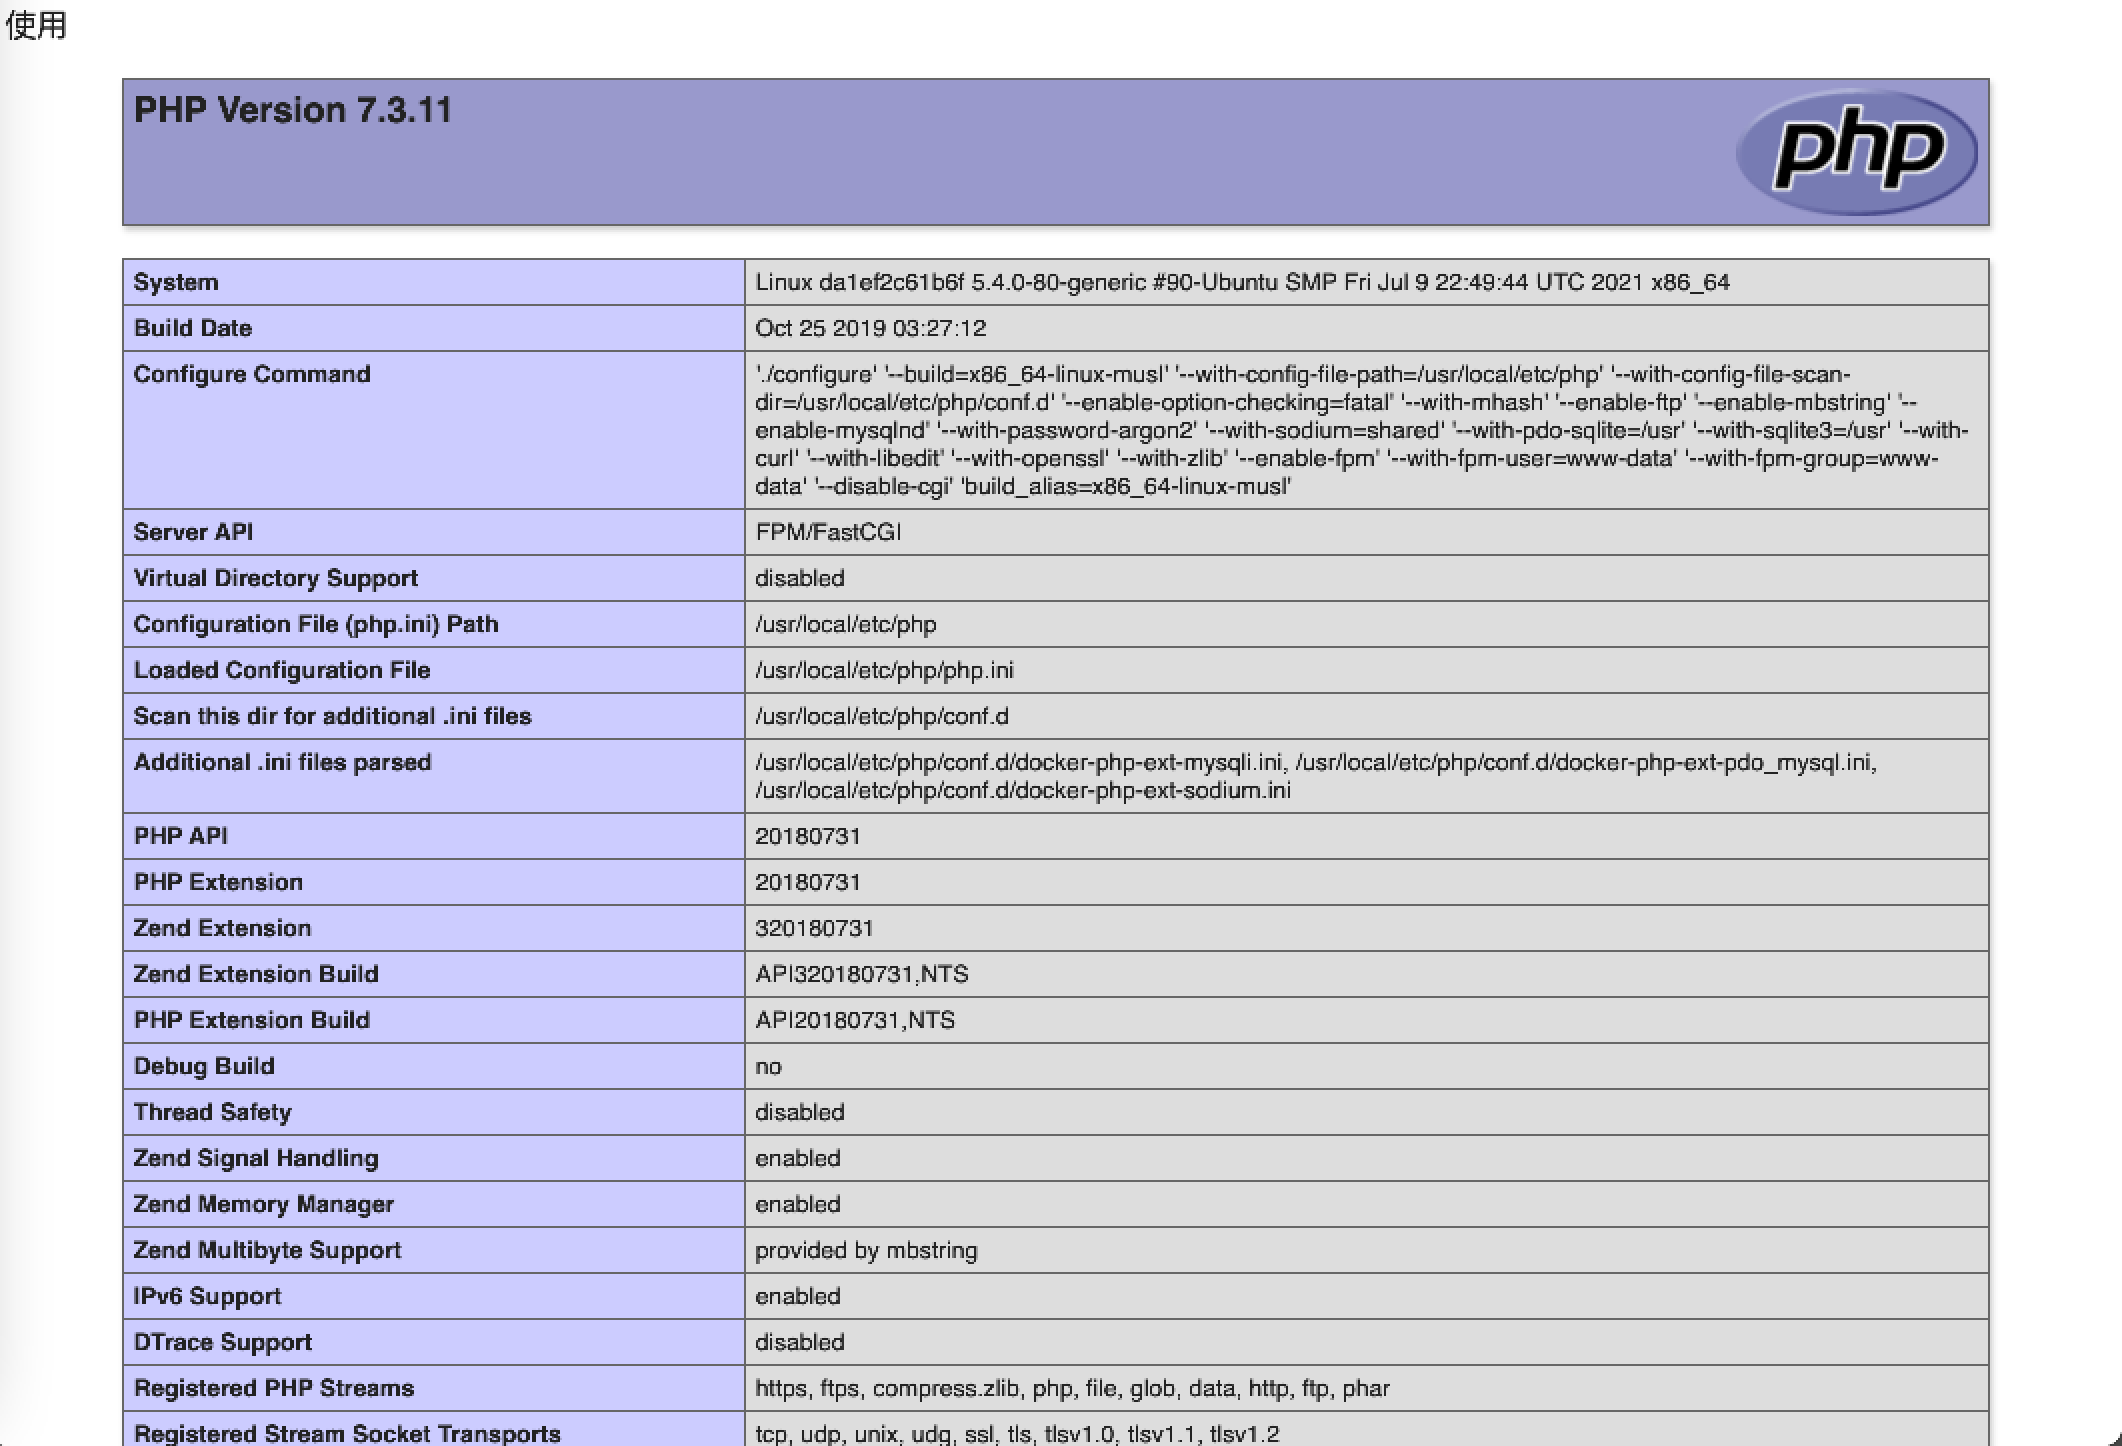 使用
PHP Version 7.3.11
php
System Linux da1ef2c61b6f 5.4.0-80-generic #90-Ubuntu SMP Fri Jul 9 22:49:44 UTC 2021 x86_64
Build Date Oct 25 2019 03:27:12
Configure Command './configure' '--build=x86_64-linux-musl' '--with-config-file-path=/usr/local/etc/php' '--with-config-file-scan-
dir=/usr/local/etc/php/conf.d' '--enable-option-checking=fatal' '--with-mhash' '--enable-ftp' '--enable-mbstring' '--
enable-mysqlnd' '--with-password-argon2' '--with-sodium=shared' '--with-pdo-sqlite=/usr' '--with-sqlite3=/usr' '--with-
curl' '--with-libedit' '--with-openssl' '--with-zlib' '--enable-fpm' '--with-fpm-user=www-data' '--with-fpm-group=www-
data' '--disable-cgi' 'build_alias=x86_64-linux-musl'
Server API FPM/FastCGI
Virtual Directory Support disabled
Configuration File (php.ini) Path /usr/local/etc/php
Loaded Configuration File /usr/local/etc/php/php.ini
Scan this dir for additional .ini files /usr/local/etc/php/conf.d
Additional .ini files parsed /usr/local/etc/php/conf.d/docker-php-ext-mysqli.ini, /usr/local/etc/php/conf.d/docker-php-ext-pdo_mysql.ini,
/usr/local/etc/php/conf.d/docker-php-ext-sodium.ini
PHP API 20180731
PHP Extension 20180731
Zend Extension 320180731
Zend Extension Build API320180731,NTS
PHP Extension Build API20180731,NTS
Debug Build no
Thread Safety disabled
Zend Signal Handling enabled
Zend Memory Manager enabled
Zend Multibyte Support provided by mbstring
IPv6 Support enabled
DTrace Support disabled
Registered PHP Streams https, ftps, compress.zlib, php, file, glob, data, http, ftp, phar
Registered Stream Socket Transports tcp, udp, unix, udg, ssl, tls, tlsv1.0, tlsv1.1, tlsv1.2